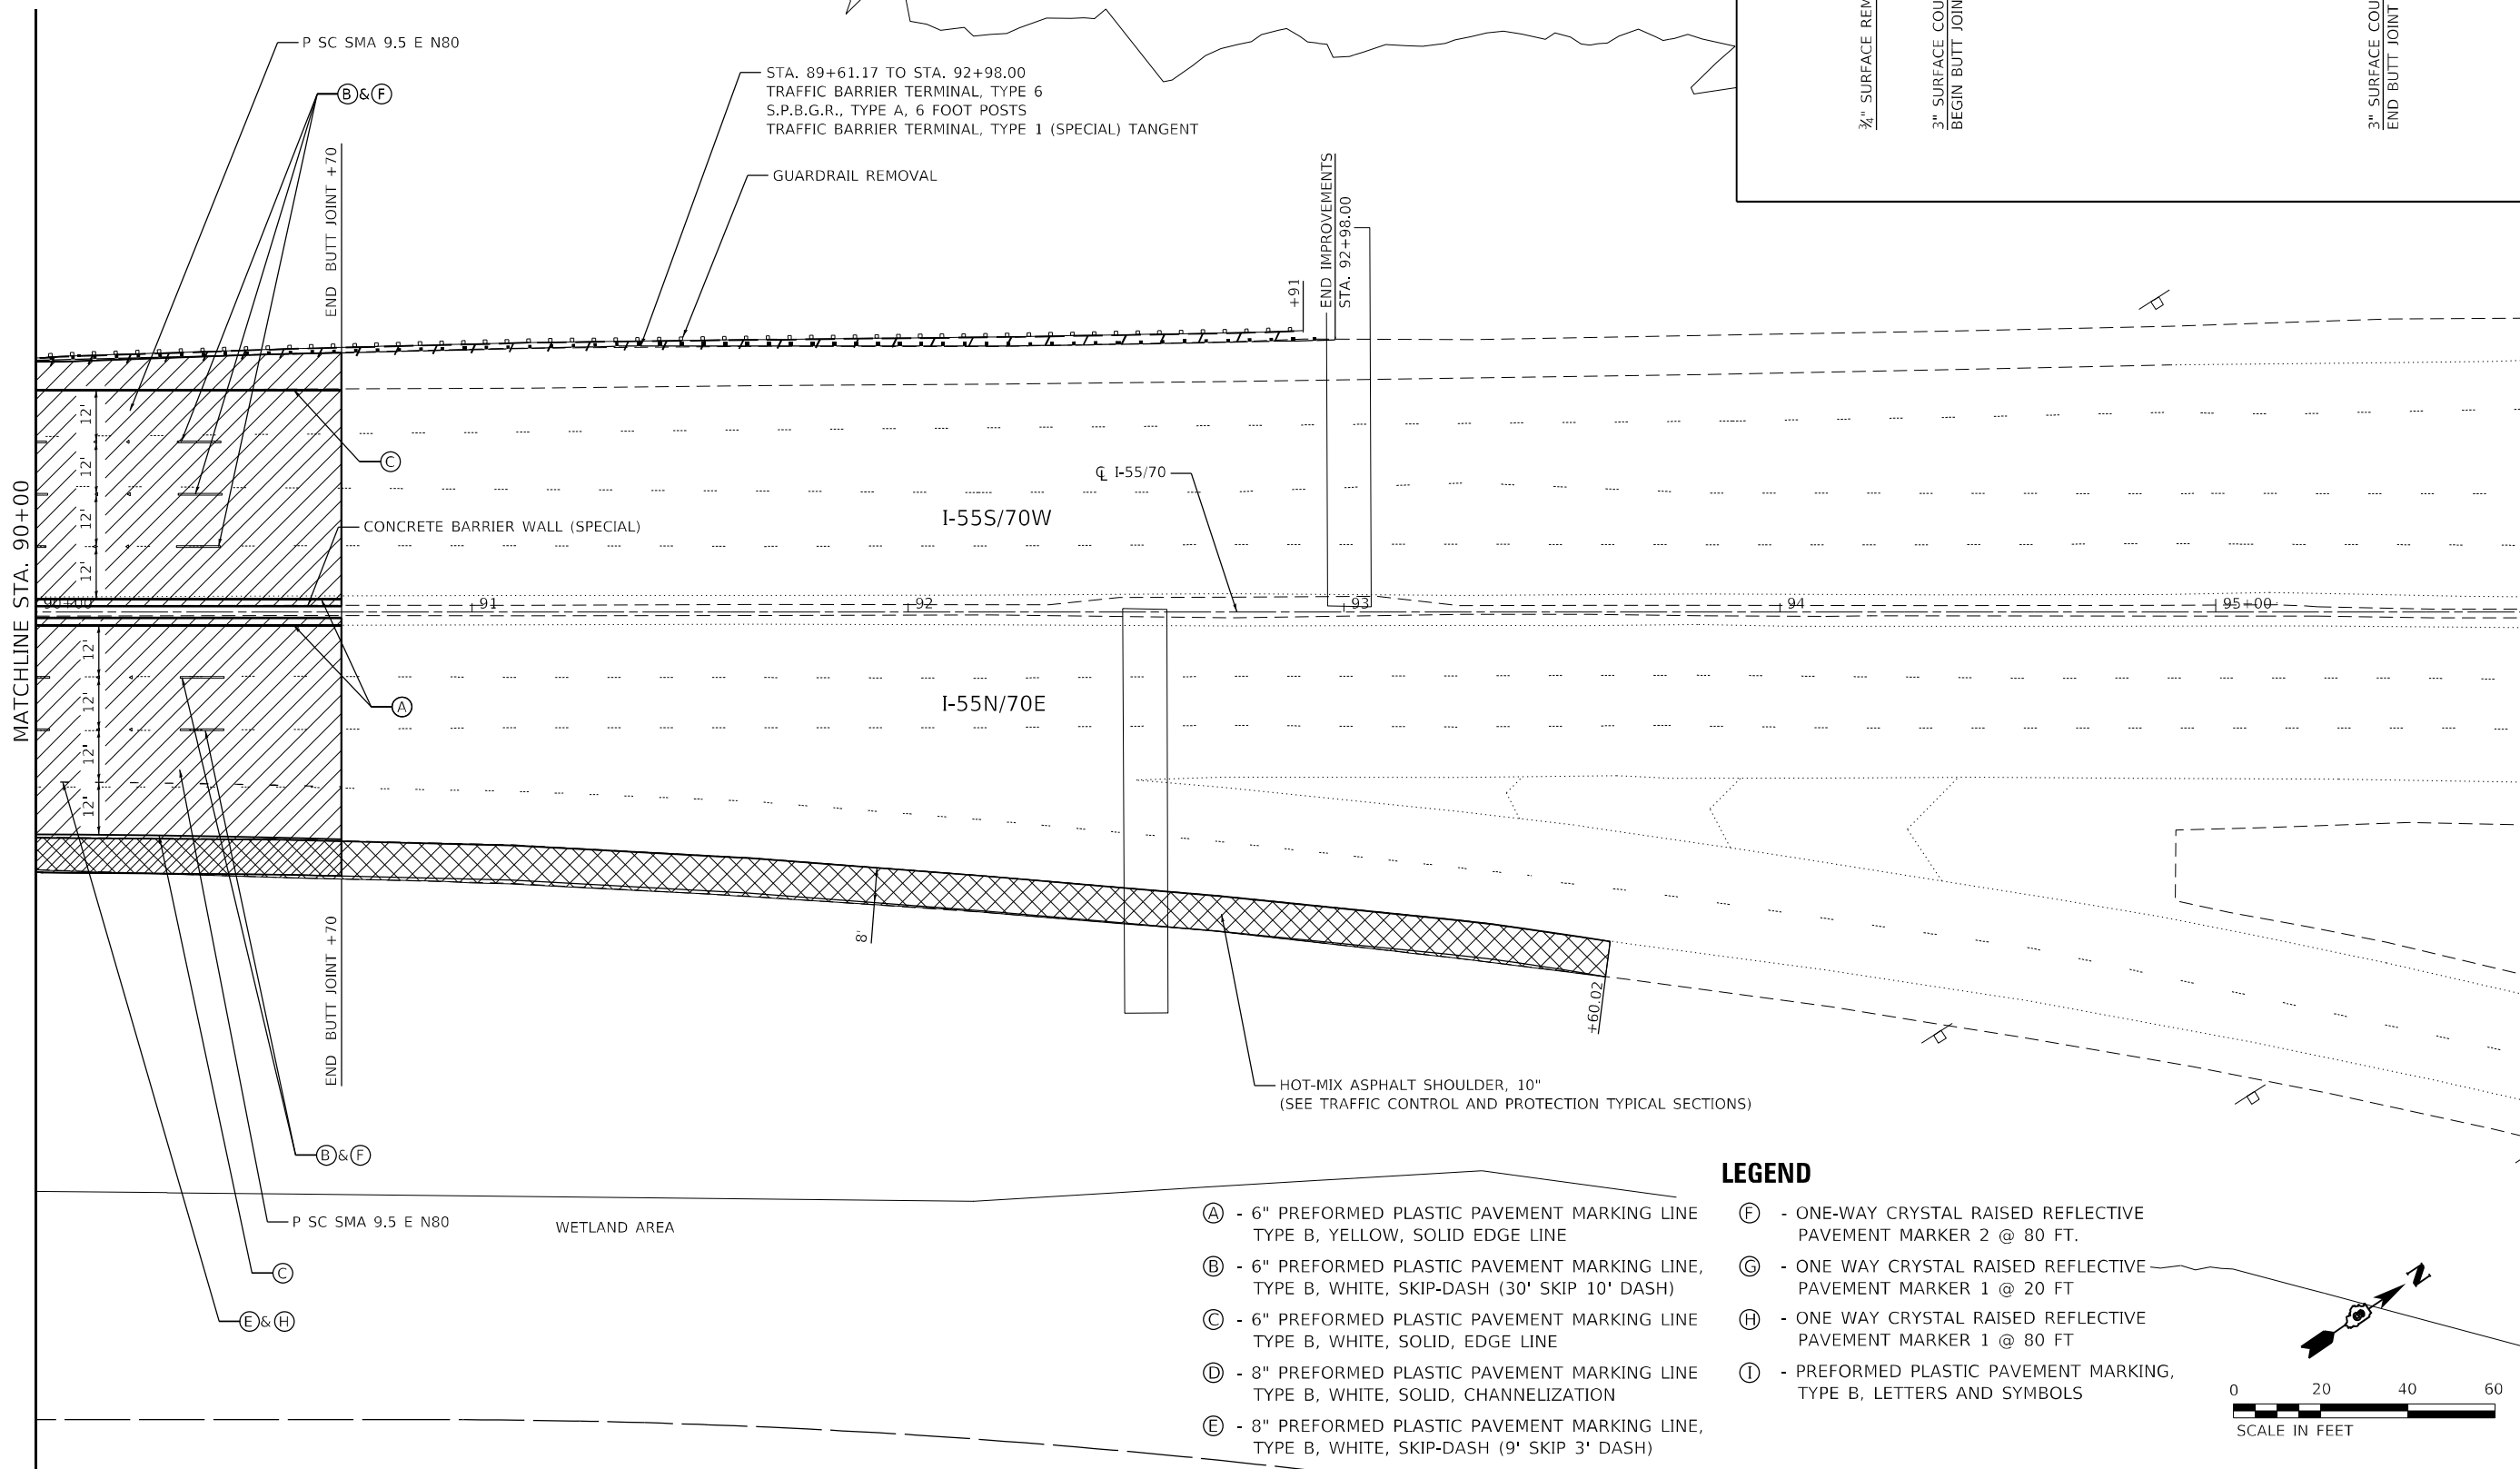 P SC SMA 9.5 E N80
B&F
STA. 89+61.17 TO STA. 92+98.00
TRAFFIC BARRIER TERMINAL, TYPE 6
S.P.B.G.R., TYPE A, 6 FOOT POSTS
TRAFFIC BARRIER TERMINAL, TYPE 1 (SPECIAL) TANGENT
GUARDRAIL REMOVAL
¾" SURFACE REM
3" SURFACE COU
BEGIN BUTT JOIN
3" SURFACE COU
END BUTT JOINT
END BUTT JOINT +70
+91
END IMPROVEMENTS
STA. 92+98.00
MATCHLINE STA. 90+00
12'
12'
12'
12'
C
CONCRETE BARRIER WALL (SPECIAL)
℄ I-55/70
I-55S/70W
90+00
91
92
93
94
95+00
12'
12'
12'
12'
A
I-55N/70E
8'
+60.02
END BUTT JOINT +70
HOT-MIX ASPHALT SHOULDER, 10"
(SEE TRAFFIC CONTROL AND PROTECTION TYPICAL SECTIONS)
B&F
P SC SMA 9.5 E N80
WETLAND AREA
C
E&H
LEGEND
A - 6" PREFORMED PLASTIC PAVEMENT MARKING LINE
TYPE B, YELLOW, SOLID EDGE LINE
B - 6" PREFORMED PLASTIC PAVEMENT MARKING LINE,
TYPE B, WHITE, SKIP-DASH (30' SKIP 10' DASH)
C - 6" PREFORMED PLASTIC PAVEMENT MARKING LINE
TYPE B, WHITE, SOLID, EDGE LINE
D - 8" PREFORMED PLASTIC PAVEMENT MARKING LINE
TYPE B, WHITE, SOLID, CHANNELIZATION
E - 8" PREFORMED PLASTIC PAVEMENT MARKING LINE,
TYPE B, WHITE, SKIP-DASH (9' SKIP 3' DASH)
F - ONE-WAY CRYSTAL RAISED REFLECTIVE
PAVEMENT MARKER 2 @ 80 FT.
G - ONE WAY CRYSTAL RAISED REFLECTIVE
PAVEMENT MARKER 1 @ 20 FT
H - ONE WAY CRYSTAL RAISED REFLECTIVE
PAVEMENT MARKER 1 @ 80 FT
I - PREFORMED PLASTIC PAVEMENT MARKING,
TYPE B, LETTERS AND SYMBOLS
N
0 20 40 60
SCALE IN FEET